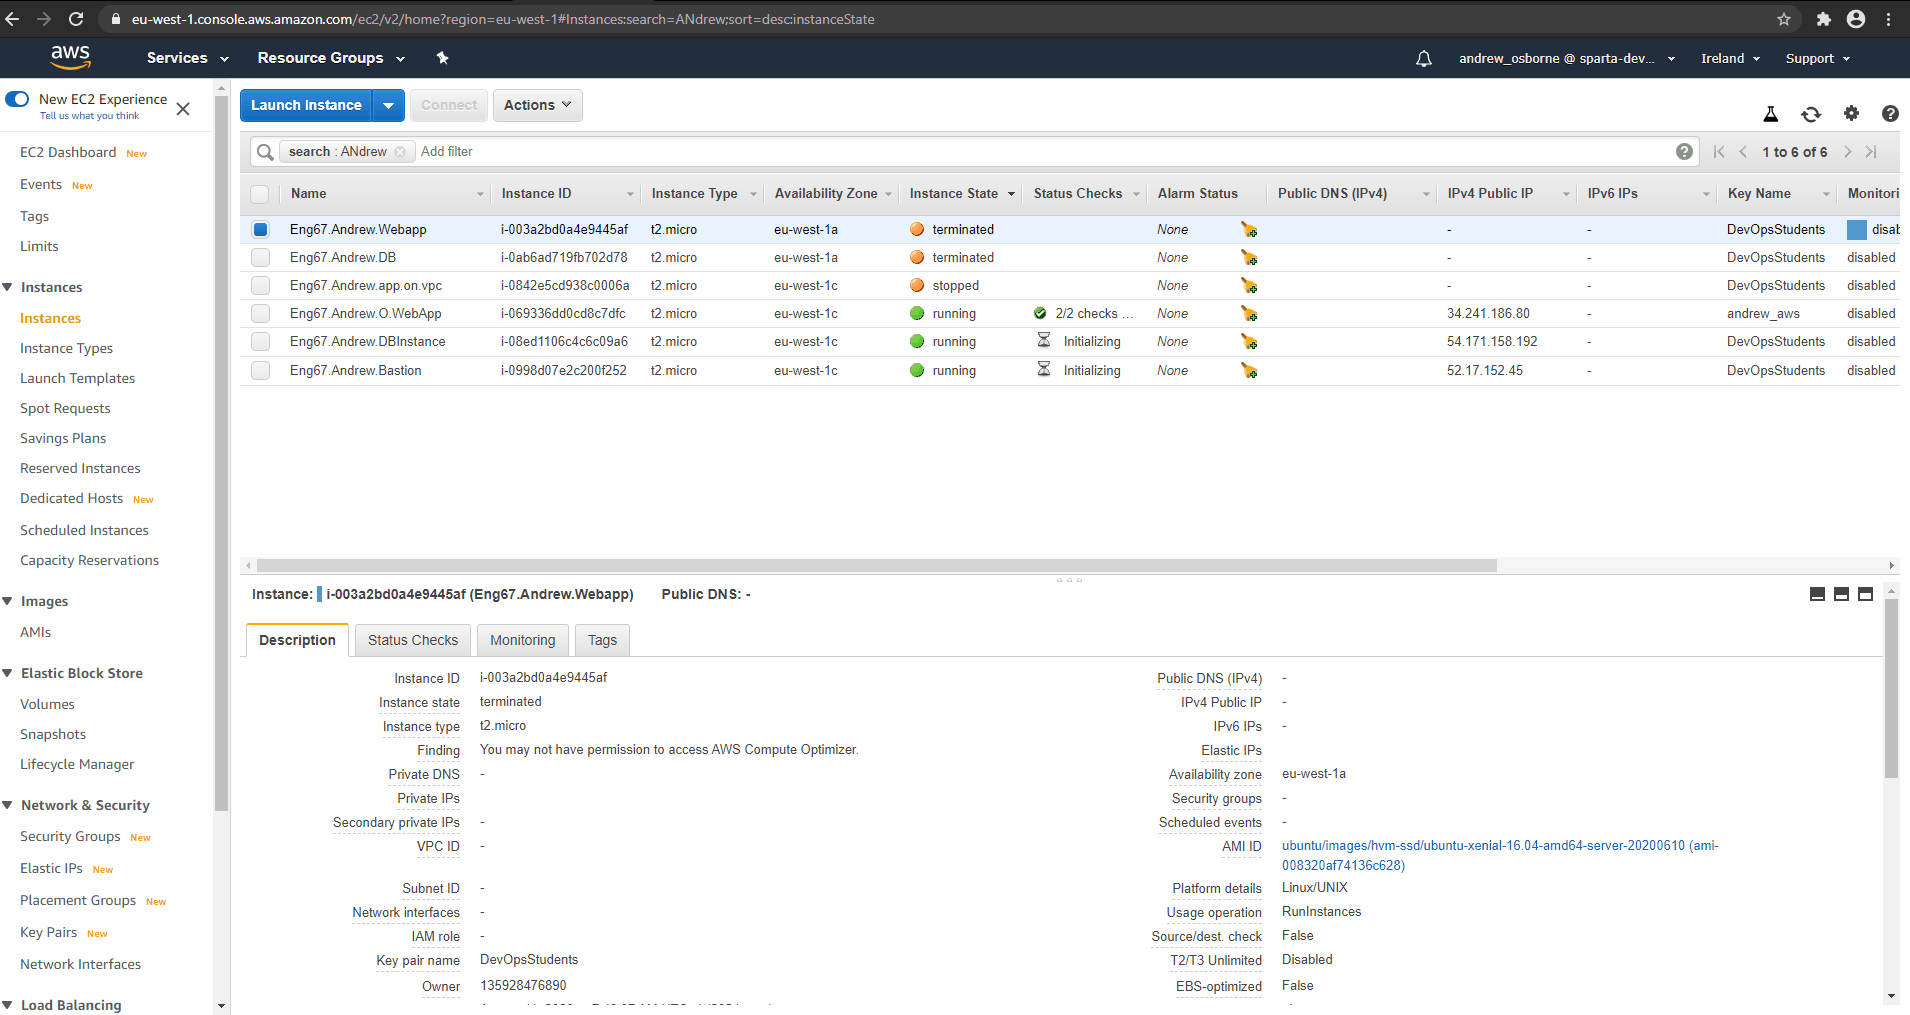 eu-west-1.console.aws.amazon.com/ec2/v2/home?region=eu-west-1#Instances:search=ANdrew;sort=desc:instanceState
aws Services Resource Groups andrew_osborne @ sparta-dev... Ireland Support
New EC2 Experience
Tell us what you think
EC2 Dashboard New
Events New
Tags
Limits
Instances
Instances
Instance Types
Launch Templates
Spot Requests
Savings Plans
Reserved Instances
Dedicated Hosts New
Scheduled Instances
Capacity Reservations
Images
AMIs
Elastic Block Store
Volumes
Snapshots
Lifecycle Manager
Network & Security
Security Groups New
Elastic IPs New
Placement Groups New
Key Pairs New
Network Interfaces
Load Balancing
Launch Instance Connect Actions
search : ANdrew Add filter 1 to 6 of 6
Name Instance ID Instance Type Availability Zone Instance State Status Checks Alarm Status Public DNS (IPv4) IPv4 Public IP IPv6 IPs Key Name Monitori
Eng67.Andrew.Webapp i-003a2bd0a4e9445af t2.micro eu-west-1a terminated None - - DevOpsStudents disab
Eng67.Andrew.DB i-0ab6ad719fb702d78 t2.micro eu-west-1a terminated None - - DevOpsStudents disabled
Eng67.Andrew.app.on.vpc i-0842e5cd938c0006a t2.micro eu-west-1c stopped None - - DevOpsStudents disabled
Eng67.Andrew.O.WebApp i-069336dd0cd8c7dfc t2.micro eu-west-1c running 2/2 checks ... None 34.241.186.80 - andrew_aws disabled
Eng67.Andrew.DBInstance i-08ed1106c4c6c09a6 t2.micro eu-west-1c running Initializing None 54.171.158.192 - DevOpsStudents disabled
Eng67.Andrew.Bastion i-0998d07e2c200f252 t2.micro eu-west-1c running Initializing None 52.17.152.45 - DevOpsStudents disabled
Instance: i-003a2bd0a4e9445af (Eng67.Andrew.Webapp) Public DNS: -
Description Status Checks Monitoring Tags
Instance ID i-003a2bd0a4e9445af
Instance state terminated
Instance type t2.micro
Finding You may not have permission to access AWS Compute Optimizer.
Private DNS -
Private IPs
Secondary private IPs -
VPC ID -
Subnet ID -
Network interfaces -
IAM role -
Key pair name DevOpsStudents
Owner 135928476890
Public DNS (IPv4) -
IPv4 Public IP -
IPv6 IPs -
Elastic IPs
Availability zone eu-west-1a
Security groups -
Scheduled events -
AMI ID ubuntu/images/hvm-ssd/ubuntu-xenial-16.04-amd64-server-20200610 (ami-
008320af74136c628)
Platform details Linux/UNIX
Usage operation RunInstances
Source/dest. check False
T2/T3 Unlimited Disabled
EBS-optimized False